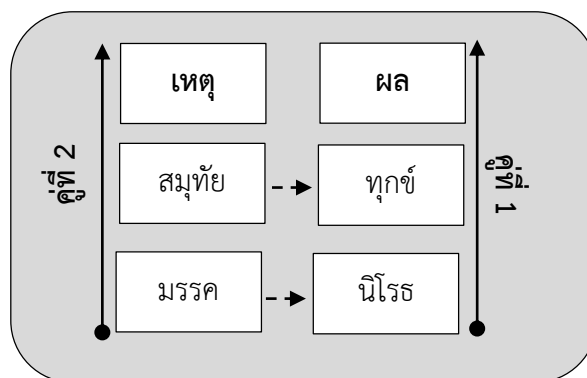 เหตุ
ผล
คู่ที่ 2
สมุทัย
ทุกข์
คู่ที่ 1
มรรค
นิโรธ